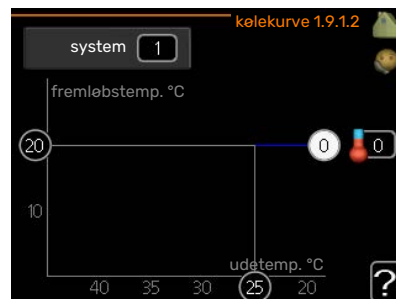 kølekurve 1.9.1.2
system 1
fremløbstemp. °C
20
0
0
10
udetemp. °C
40 35 30 25 20
?